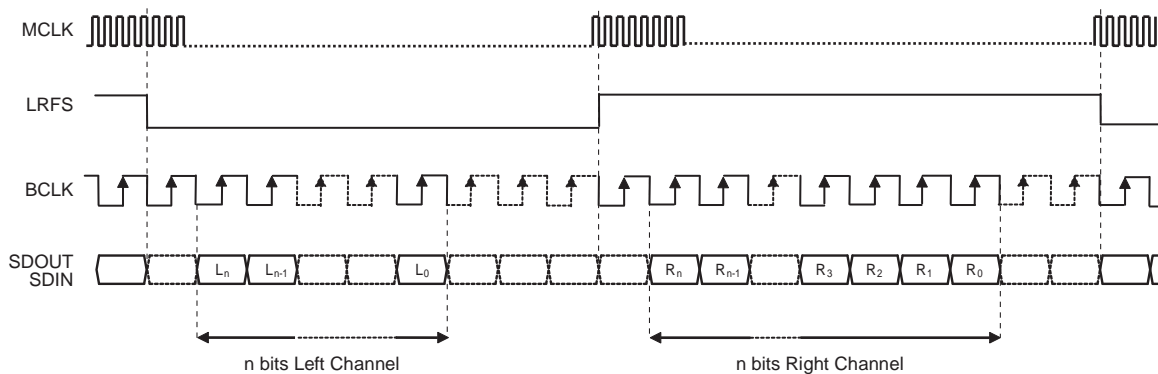 MCLK
LRFS
BCLK
SDOUT
SDIN
Ln Ln-1 L0 Rn Rn-1 R3 R2 R1 R0
n bits Left Channel n bits Right Channel